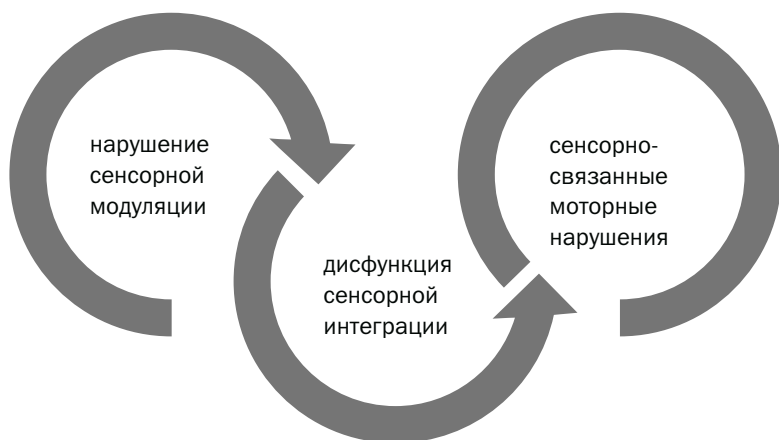 нарушение
сенсорной
модуляции
дисфункция
сенсорной
интеграции
сенсорно-
связанные
моторные
нарушения